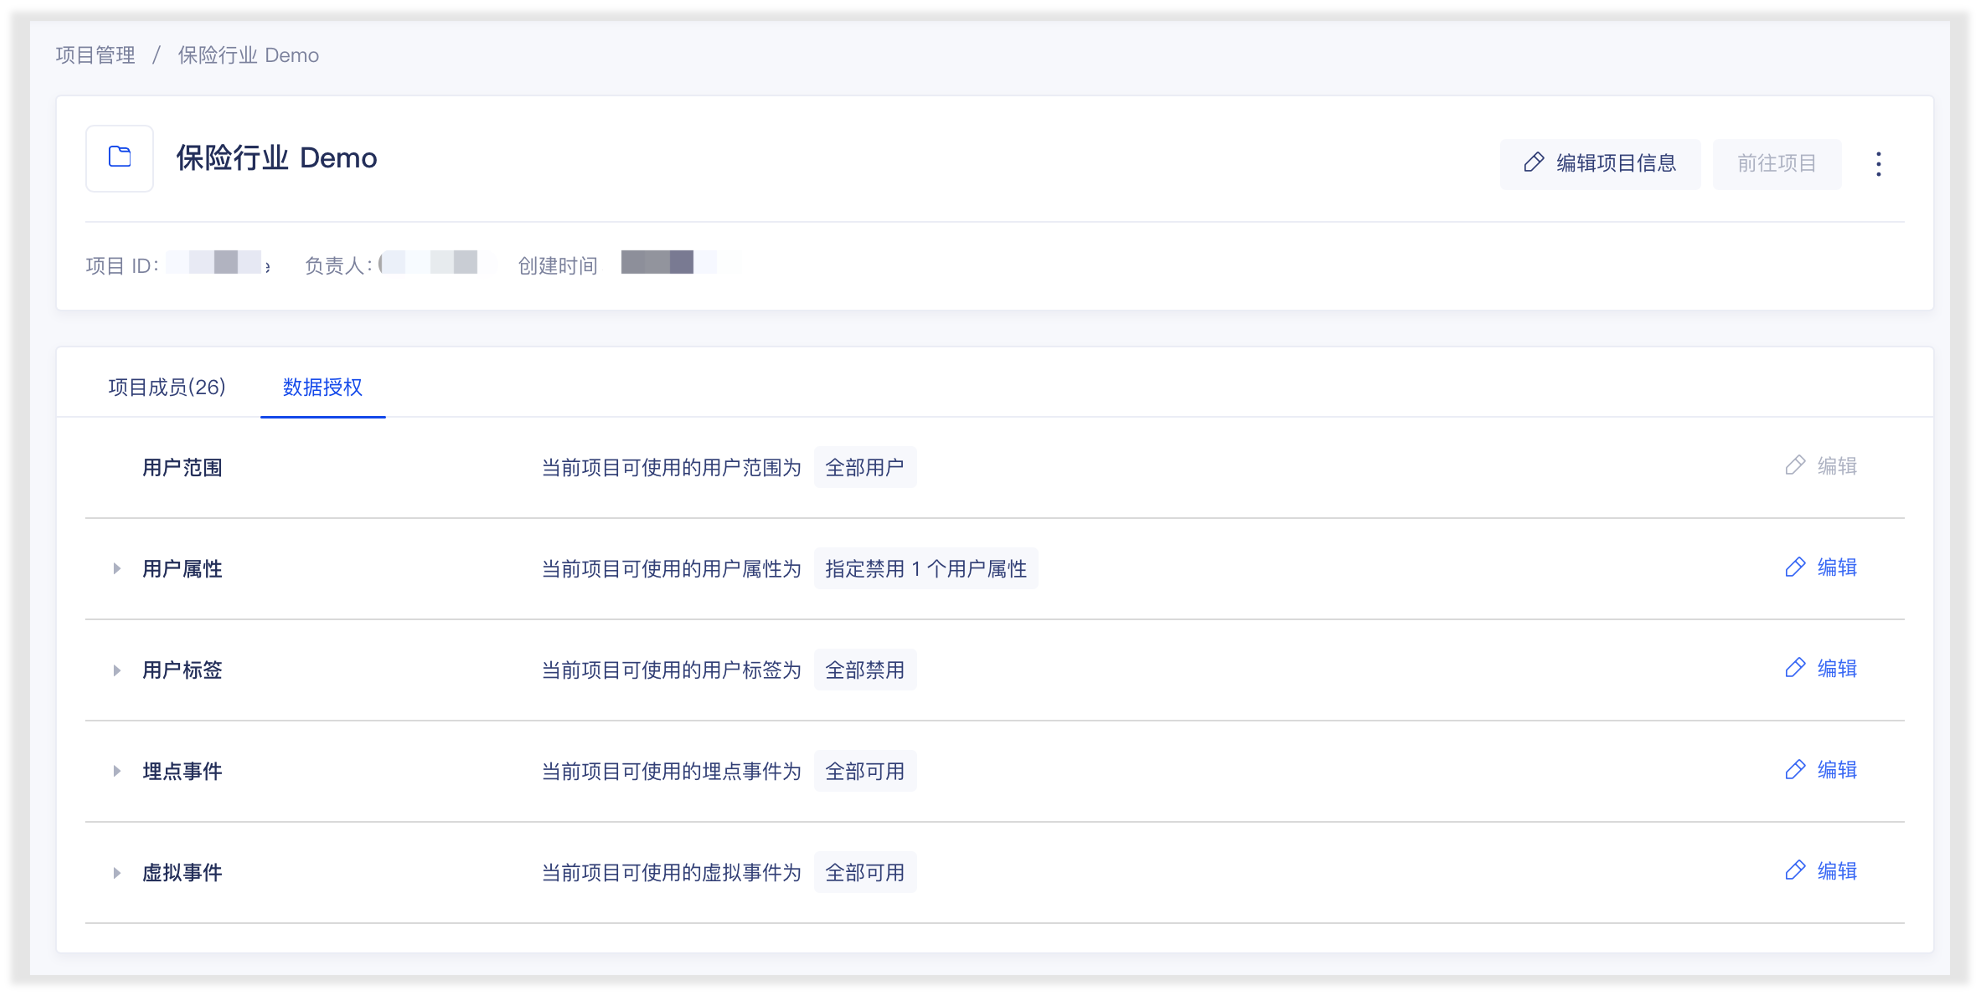 项目管理 / 保险行业 Demo
保险行业 Demo
编辑项目信息
前往项目
项目 ID: 负责人: 创建时间
项目成员(26) 数据授权
用户范围 当前项目可使用的用户范围为 全部用户 编辑
用户属性 当前项目可使用的用户属性为 指定禁用 1 个用户属性 编辑
用户标签 当前项目可使用的用户标签为 全部禁用 编辑
埋点事件 当前项目可使用的埋点事件为 全部可用 编辑
虚拟事件 当前项目可使用的虚拟事件为 全部可用 编辑